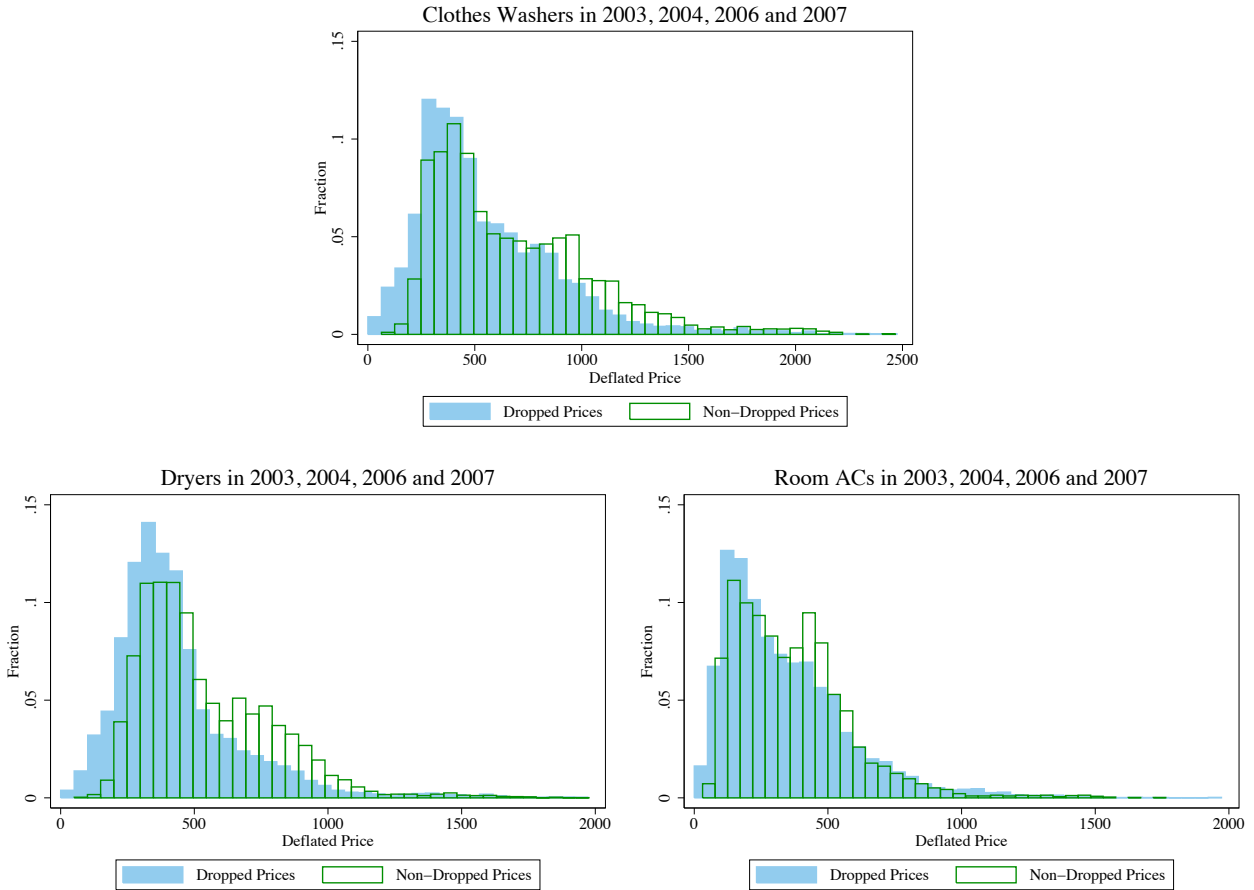 Clothes Washers in 2003, 2004, 2006 and 2007
.15
.1
.05
0
Fraction
0 500 1000 1500 2000 2500
Deflated Price
Dropped Prices Non−Dropped Prices
Dryers in 2003, 2004, 2006 and 2007
.15
.1
.05
0
Fraction
0 500 1000 1500 2000
Deflated Price
Dropped Prices Non−Dropped Prices
Room ACs in 2003, 2004, 2006 and 2007
.15
.1
.05
0
Fraction
0 500 1000 1500 2000
Deflated Price
Dropped Prices Non−Dropped Prices